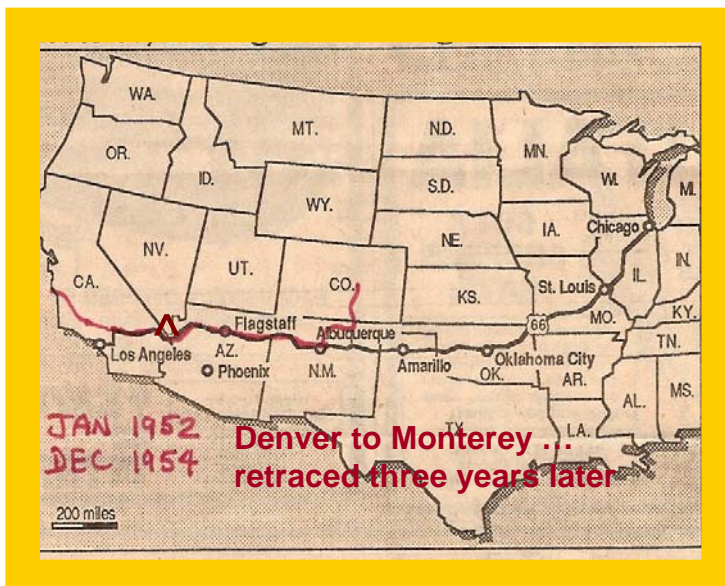 WA.
MT.
N.D.
MN.
OR.
ID.
S.D.
WI.
MI.
WY.
NE.
IA.
Chicago
NV.
UT.
CO.
CA.
IL.
IN.
KS.
St. Louis
66
MO.
KY.
Flagstaff
Albuquerque
TN.
Los Angeles
AZ.
Phoenix
N.M.
Amarillo
Oklahoma City
OK.
AR.
AL.
MS.
JAN 1952
DEC 1954
TX.
LA.
Denver to Monterey ...
retraced three years later
200 miles